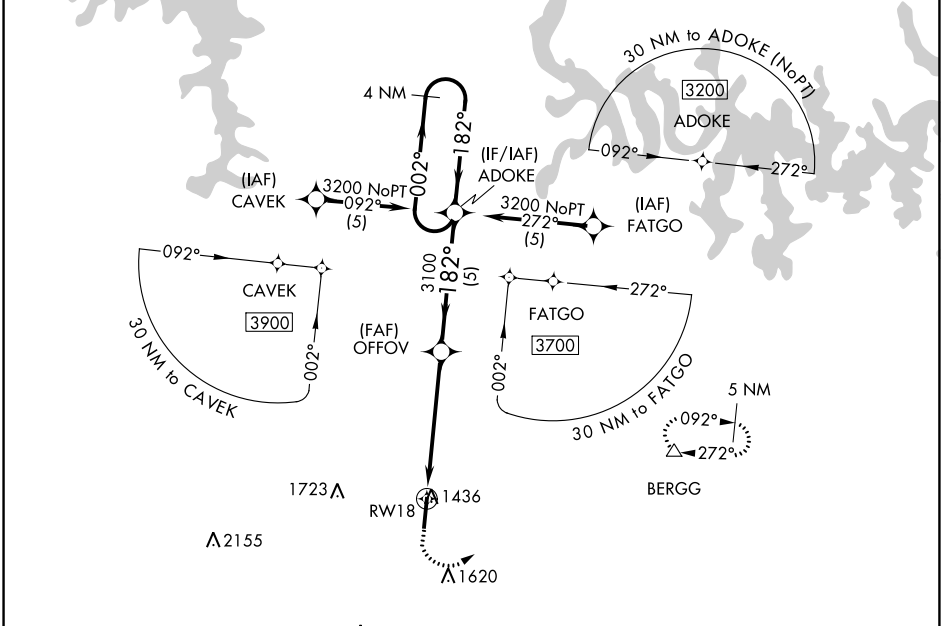 30 NM to ADOKE (NoPT)
3200
ADOKE
092°
272°
4 NM
002°
182°
(IF/IAF)
ADOKE
(IAF)
CAVEK
3200 NoPT
092°
(5)
3200 NoPT
272°
(5)
(IAF)
FATGO
3100
182°
(5)
092°
CAVEK
3900
002°
30 NM to CAVEK
272°
FATGO
3700
002°
30 NM to FATGO
(FAF)
OFFOV
5 NM
092°
272°
BERGG
1723
1436
RW18
2155
1620